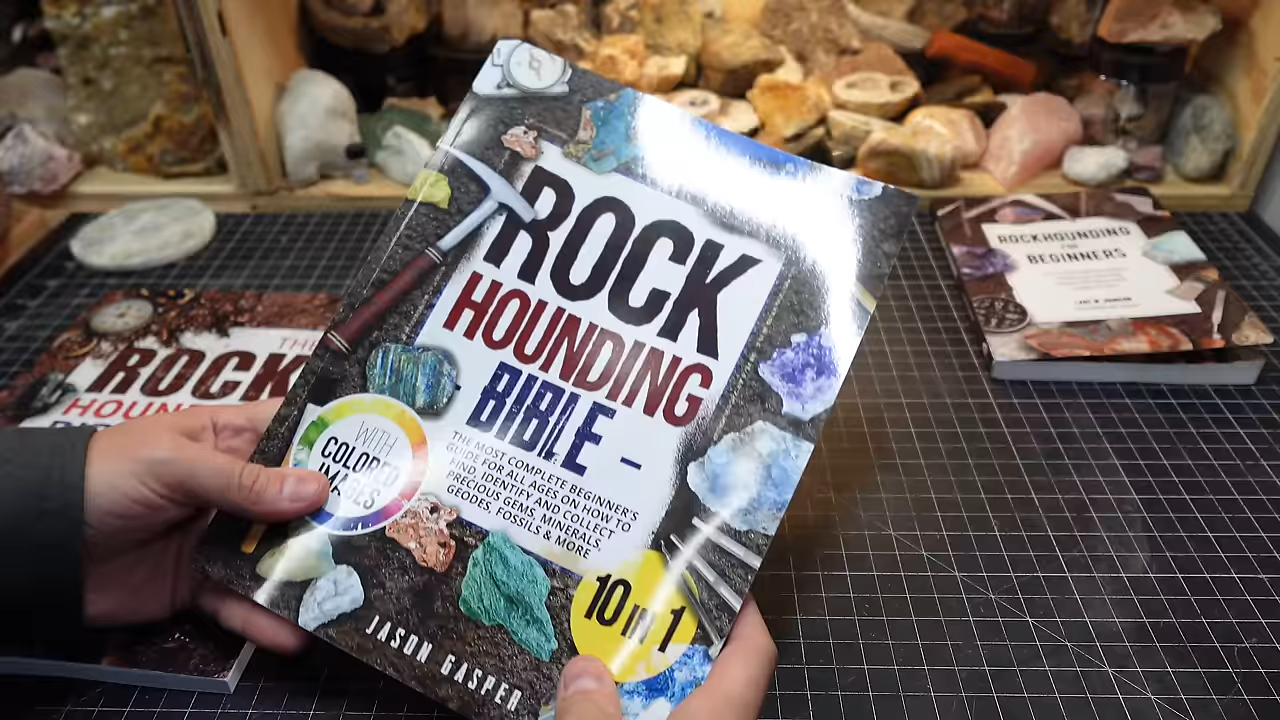 ROCK
HOUNDING
BIBLE -
THE MOST COMPLETE BEGINNER'S
GUIDE FOR ALL AGES ON HOW TO
FIND, IDENTIFY AND COLLECT
PRECIOUS GEMS, MINERALS,
GEODES, FOSSILS & MORE
WITH
COLORED
IMAGES
10 IN 1
JASON GASPER
THE
ROCK
ROCKHOUNDING
FOR
BEGINNERS